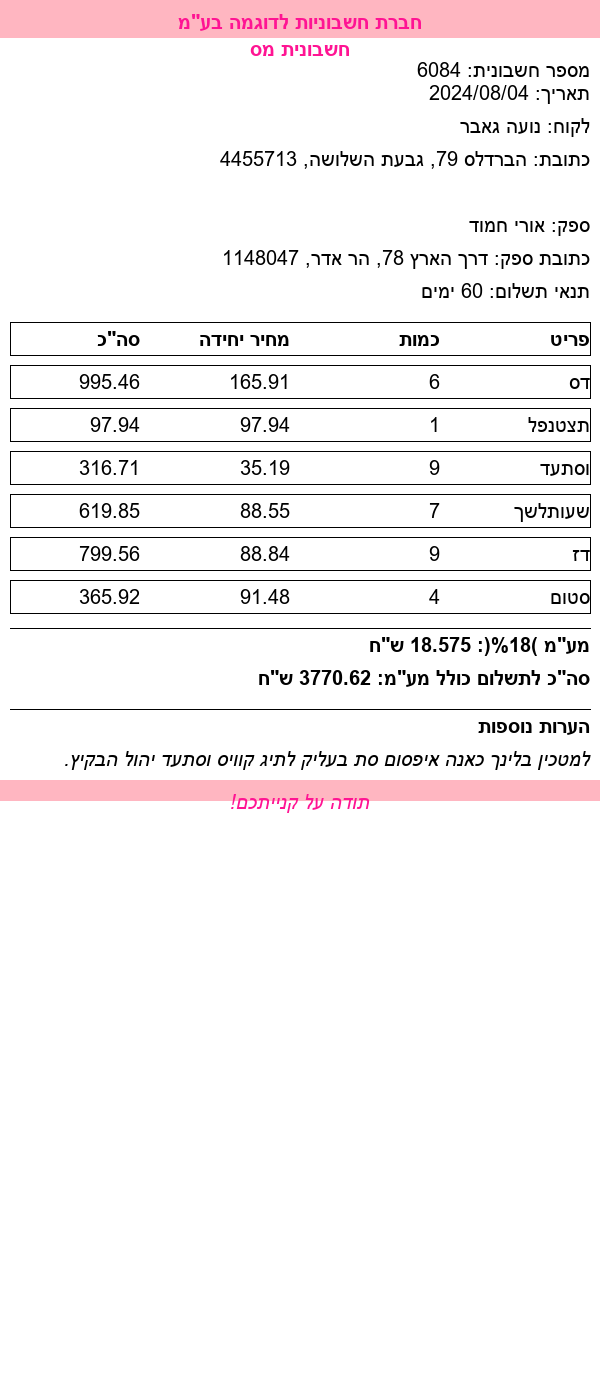 חברת חשבוניות לדוגמה בע"מ
חשבונית מס
מספר חשבונית: 6084
תאריך: 2024/08/04
לקוח: נועה גאבר
כתובת: הברדלס 79, גבעת השלושה, 4455713
ספק: אורי חמוד
כתובת ספק: דרך הארץ 78, הר אדר, 1148047
תנאי תשלום: 60 ימים
פריט כמות מחיר יחידה סה"כ
דס 6 165.91 995.46
תצטנפל 1 97.94 97.94
וסתעד 9 35.19 316.71
שעותלשך 7 88.55 619.85
דז 9 88.84 799.56
סטום 4 91.48 365.92
מע"מ (18%): 18.575 ש"ח
סה"כ לתשלום כולל מע"מ: 3770.62 ש"ח
הערות נוספות
למטכין בלינך כאנה איפסום סת בעליק לתיג קוויס וסתעד יהול הבקיץ.
תודה על קנייתכם!